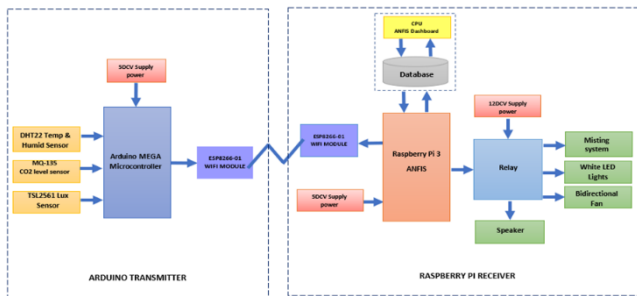 5DCV Supply
power
DHT22 Temp &
Humid Sensor
MQ-135
CO2 level sensor
TSL2561 Lux
Sensor
Arduino MEGA
Microcontroller
ESP8266-01
WIFI MODULE
ARDUINO TRANSMITTER
CPU
ANFIS Dashboard
Database
ESP8266-01
WIFI MODULE
5DCV Supply
power
Raspberry Pi 3
ANFIS
12DCV Supply
power
Relay
Misting
system
White LED
Lights
Bidirectional
Fan
Speaker
RASPBERRY PI RECEIVER